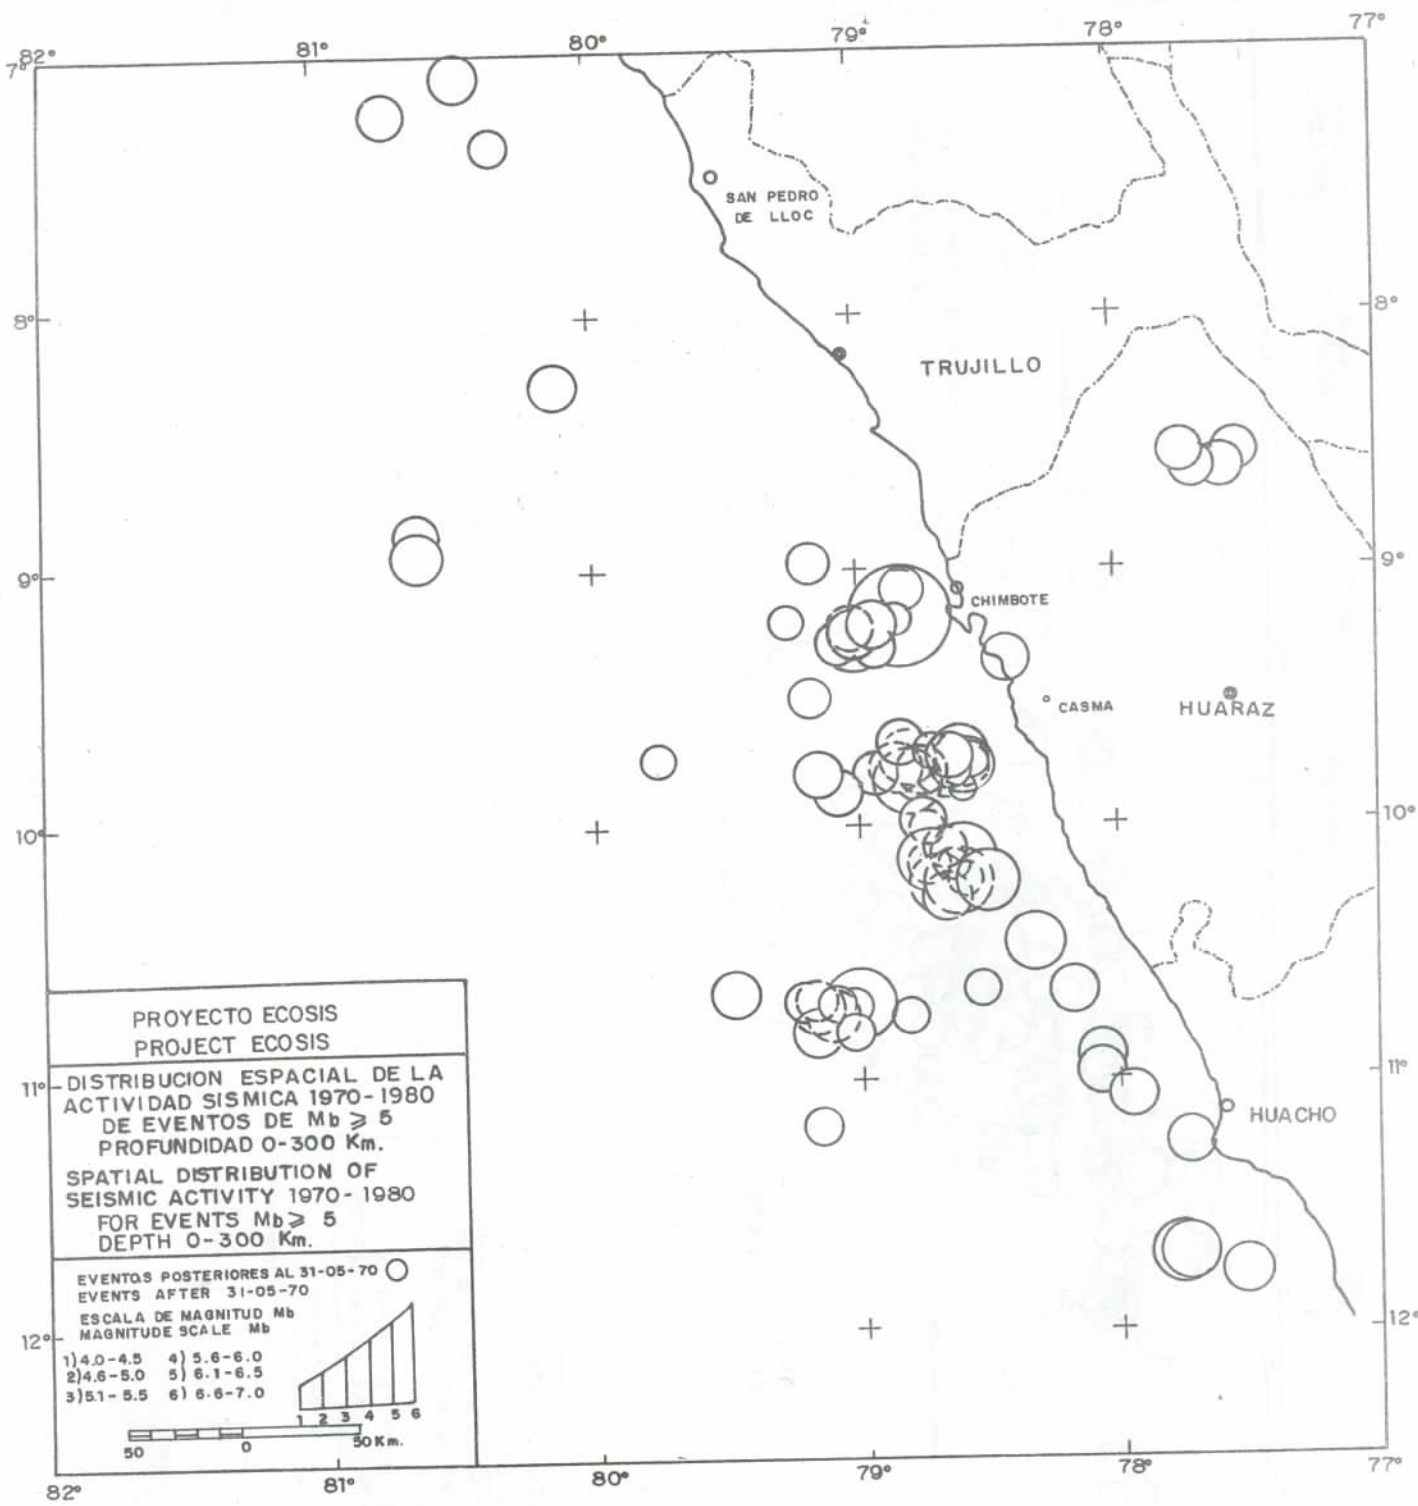 82° 81° 80° 79° 78° 77°
7°
SAN PEDRO
DE LLOC
8° 8°
TRUJILLO
9° 9°
CHIMBOTE
CASMA
HUARAZ
10° 10°
PROYECTO ECOSIS
PROJECT ECOSIS
11° 11°
DISTRIBUCION ESPACIAL DE LA
ACTIVIDAD SISMICA 1970-1980
DE EVENTOS DE Mb ⩾ 5
PROFUNDIDAD 0-300 Km.
HUACHO
SPATIAL DISTRIBUTION OF
SEISMIC ACTIVITY 1970-1980
FOR EVENTS Mb ⩾ 5
DEPTH 0-300 Km.
EVENTOS POSTERIORES AL 31-05-70
EVENTS AFTER 31-05-70
ESCALA DE MAGNITUD Mb
MAGNITUDE SCALE Mb
12° 12°
1) 4.0-4.5 4) 5.6-6.0
2) 4.6-5.0 5) 6.1-6.5
3) 5.1-5.5 6) 6.6-7.0
1 2 3 4 5 6
50 0 50 Km.
82° 81° 80° 79° 78° 77°